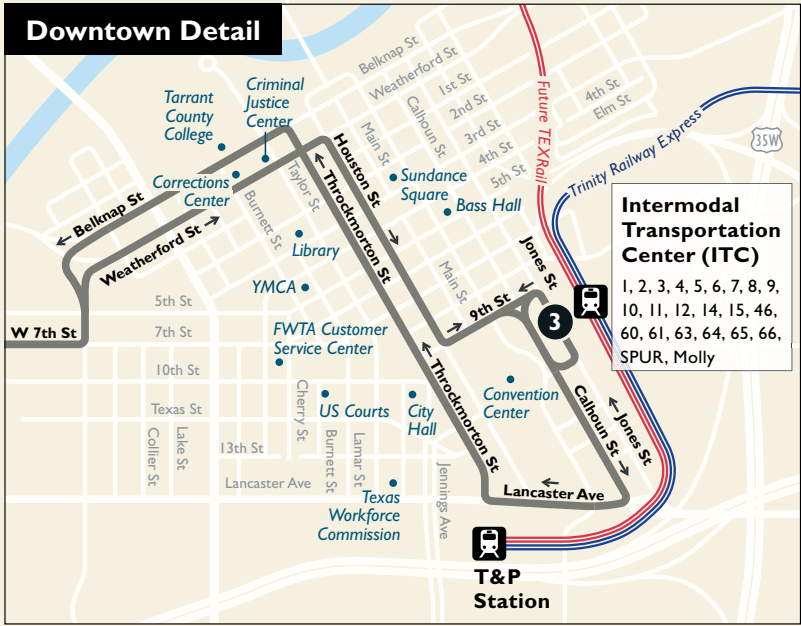 Downtown Detail
Belknap St
Weatherford St
1st St
2nd St
3rd St
4th St
5th St
Calhoun St
Main St
4th St
Elm St
Future TEXRail
Trinity Railway Express
35W
Criminal
Justice
Center
Tarrant
County
College
Corrections
Center
Houston St
Taylor St
Burnett St
Throckmorton St
Sundance
Square
Bass Hall
Belknap St
Weatherford St
Library
YMCA
Main St
Jones St
9th St
3
Intermodal
Transportation
Center (ITC)
1, 2, 3, 4, 5, 6, 7, 8, 9,
10, 11, 12, 14, 15, 46,
60, 61, 63, 64, 65, 66,
SPUR, Molly
5th St
W 7th St
7th St
FWTA Customer
Service Center
10th St
Texas St
Collier St
Lake St
13th St
Cherry St
Burnett St
Lamar St
US Courts
City
Hall
Throckmorton St
Convention
Center
Calhoun St
Jones St
Lancaster Ave
Lancaster Ave
Jennings Ave
Texas
Workforce
Commission
T&P
Station